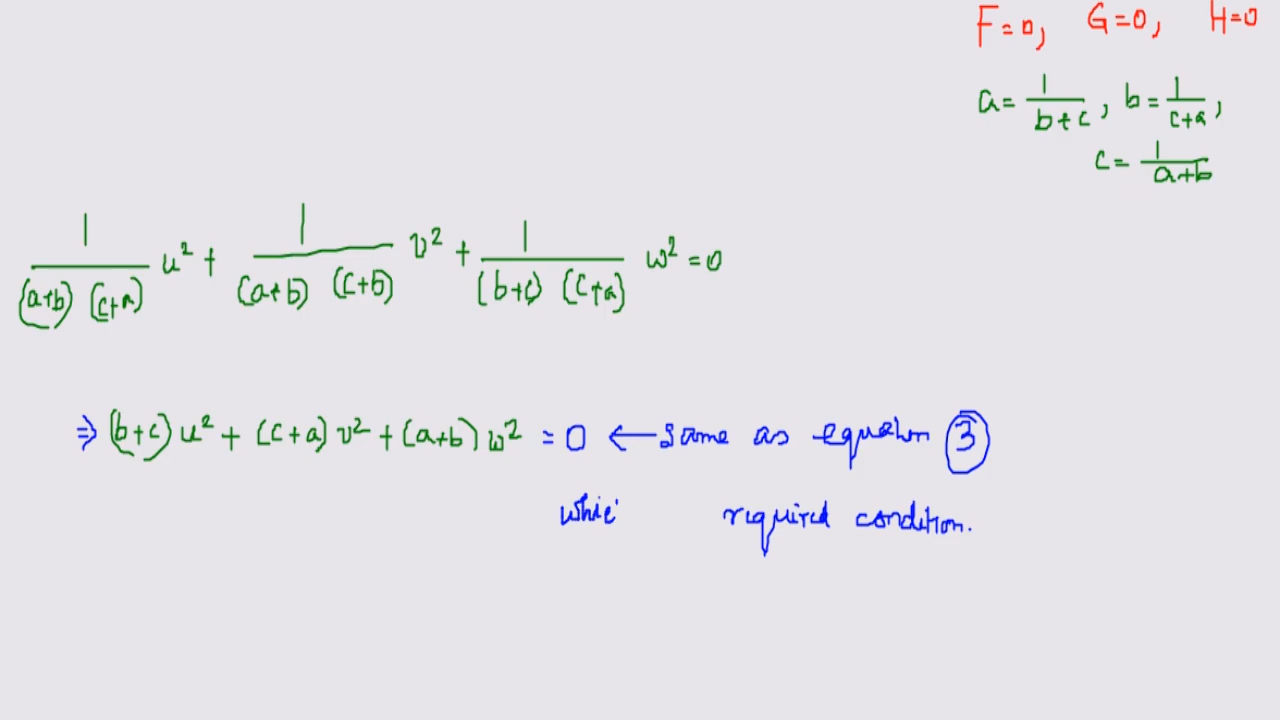 F=0, G=0, H=0
a = 1/(b+c), b = 1/(c+a),
c = 1/(a+b)
1/((a+b)(c+a)) u² + 1/((a+b)(c+b)) v² + 1/((b+c)(c+a)) w² = 0
⇒ (b+c) u² + (c+a) v² + (a+b) w² = 0 ← same as equation ③
whic required condition.